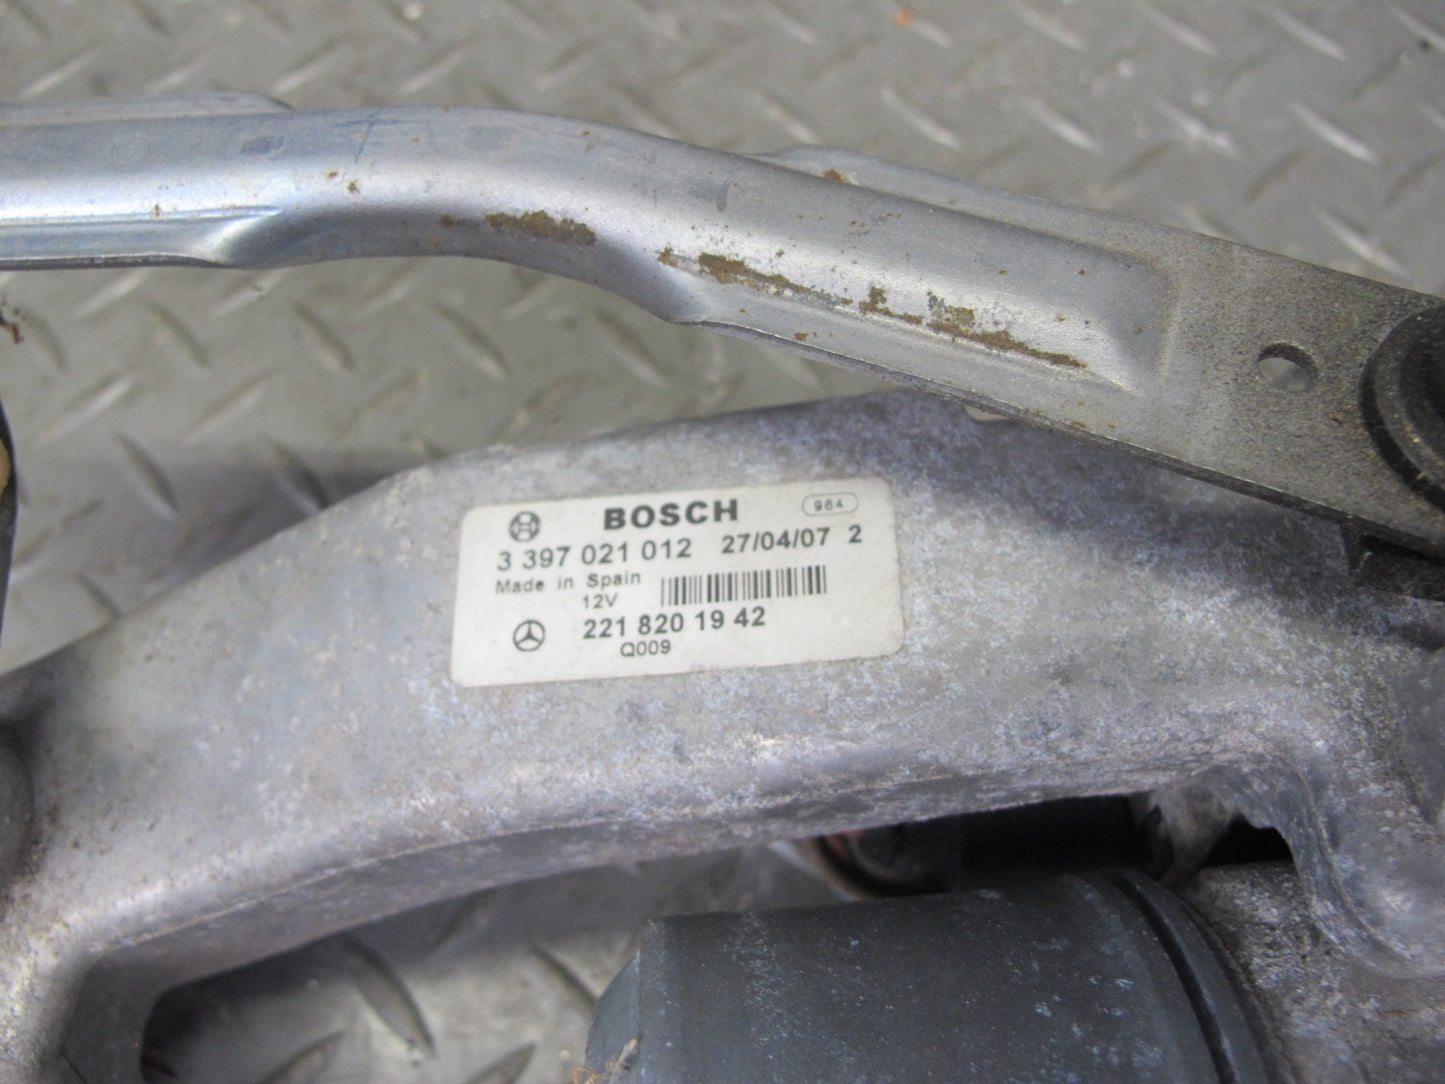 BOSCH 964
3 397 021 012 27/04/07 2
Made in Spain
12V
221 820 19 42
Q009